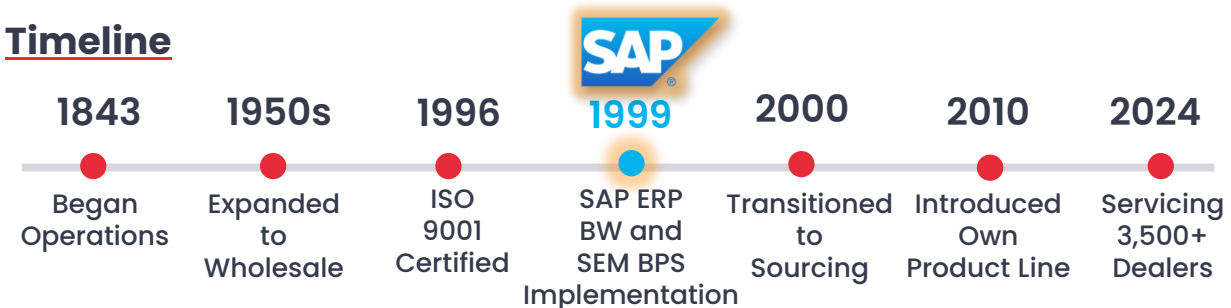 Timeline
SAP
®
1843
1950s
1996
1999
2000
2010
2024
Began
Operations
Expanded
to
Wholesale
ISO
9001
Certified
SAP ERP
BW and
SEM BPS
Implementation
Transitioned
to
Sourcing
Introduced
Own
Product Line
Servicing
3,500+
Dealers